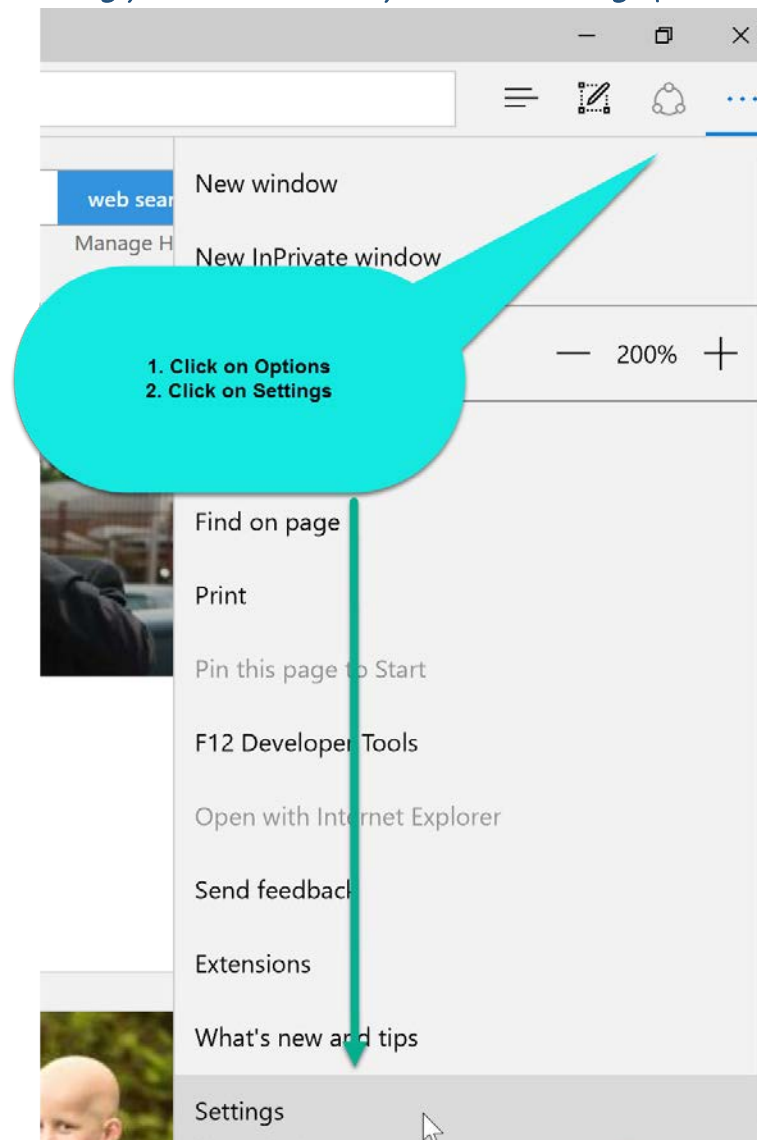 web sear
Manage H
New window
New InPrivate window
200%
1. Click on Options
2. Click on Settings
Find on page
Print
Pin this page to Start
F12 Developer Tools
Open with Internet Explorer
Send feedback
Extensions
What's new and tips
Settings